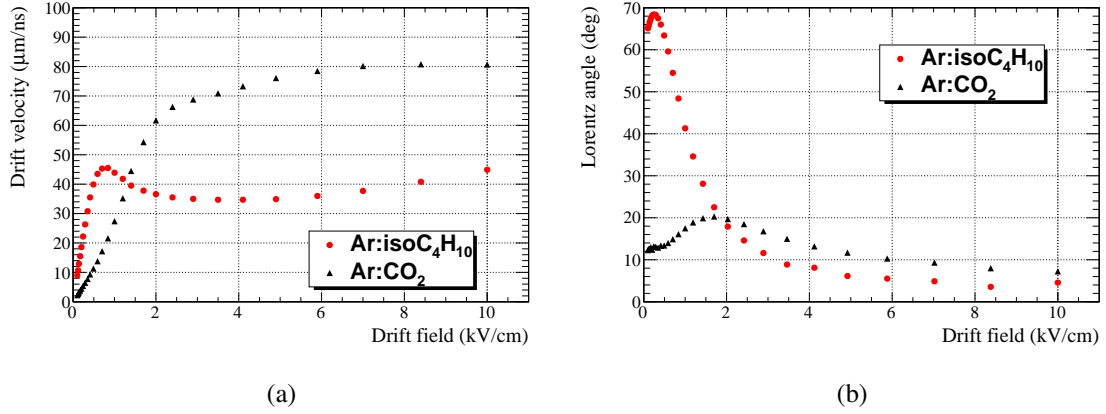 Drift velocity (μm/ns)
100
90
80
70
60
50
40
30
20
10
0
Ar:isoC₄H₁₀
Ar:CO₂
0 2 4 6 8 10
Drift field (kV/cm)
(a)
Lorentz angle (deg)
70
60
50
40
30
20
10
0
Ar:isoC₄H₁₀
Ar:CO₂
0 2 4 6 8 10
Drift field (kV/cm)
(b)